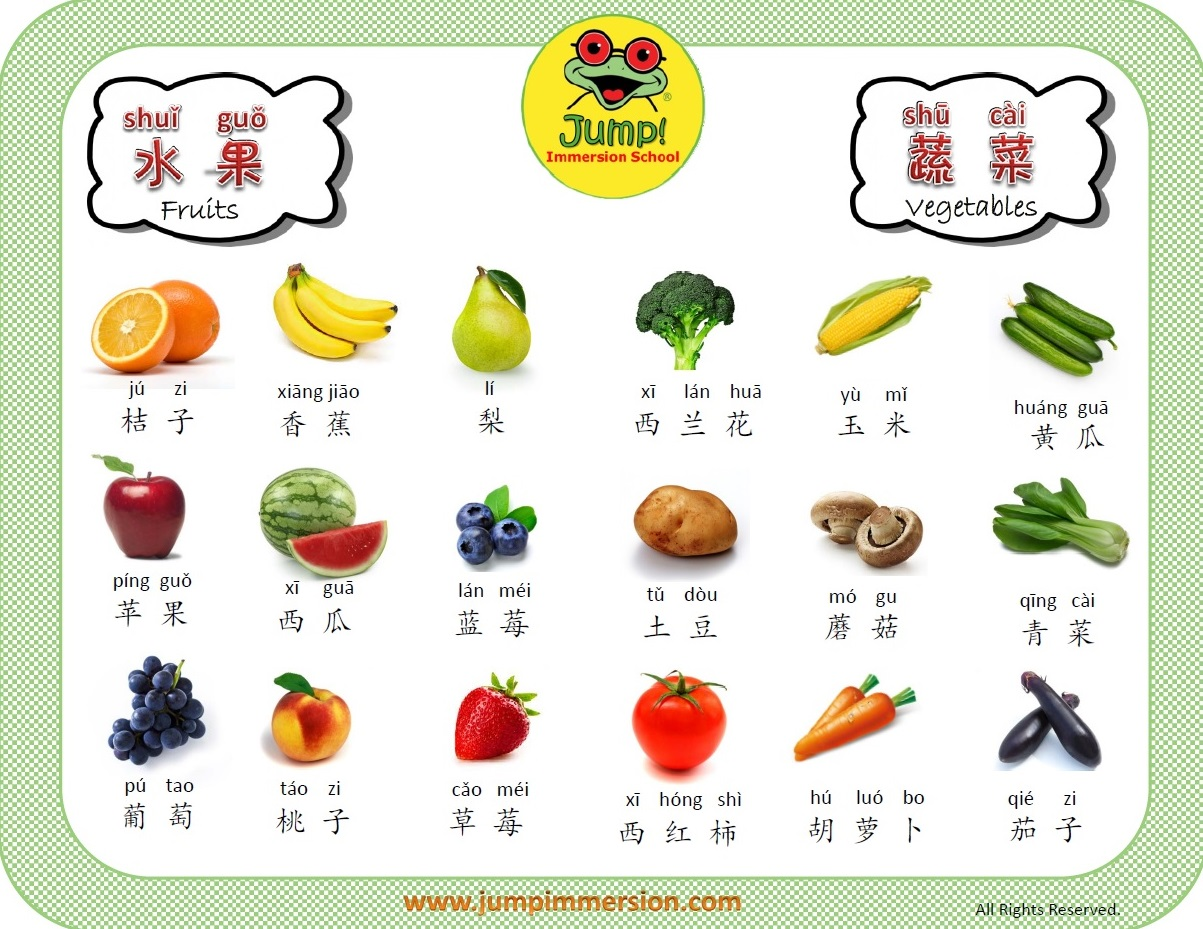 Jump!
Immersion School
®
shuǐ guǒ
水 果
Fruits
shū cài
蔬 菜
Vegetables
jú zi
桔 子
xiāng jiāo
香 蕉
lí
梨
xī lán huā
西 兰 花
yù mǐ
玉 米
huáng guā
黄 瓜
píng guǒ
苹 果
xī guā
西 瓜
lán méi
蓝 莓
tǔ dòu
土 豆
mó gu
蘑 菇
qīng cài
青 菜
pú tao
葡 萄
táo zi
桃 子
cǎo méi
草 莓
xī hóng shì
西 红 柿
hú luó bo
胡 萝 卜
qié zi
茄 子
www.jumpimmersion.com
All Rights Reserved.